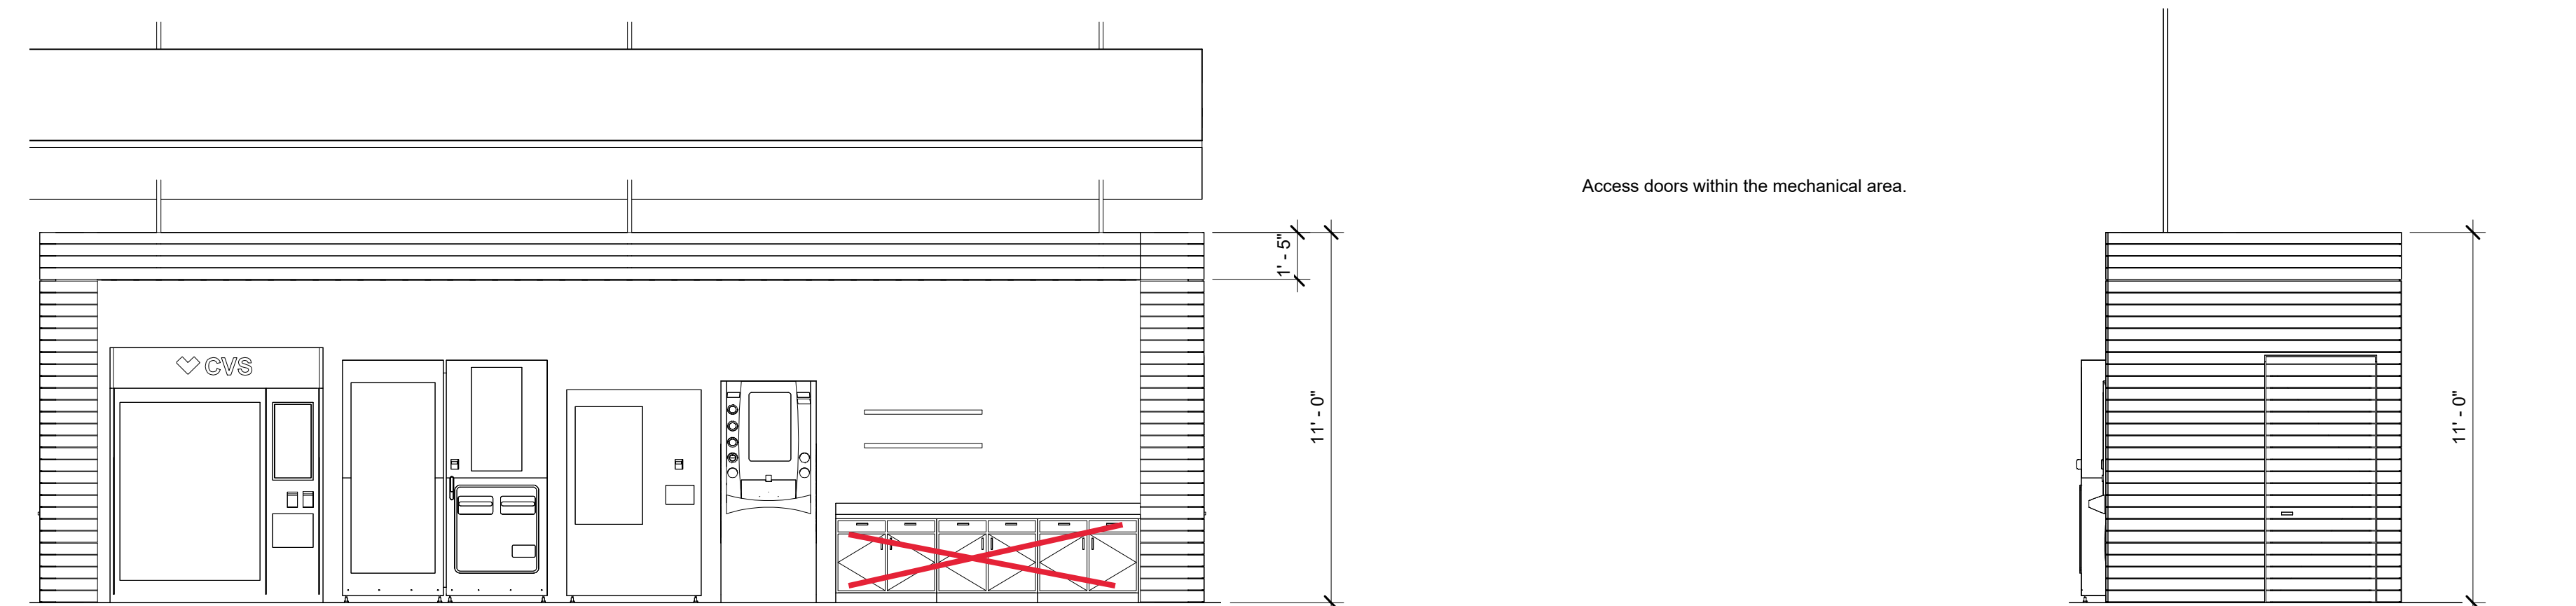 Access doors within the mechanical area.
1' - 5"
CVS
11' - 0"
11' - 0"